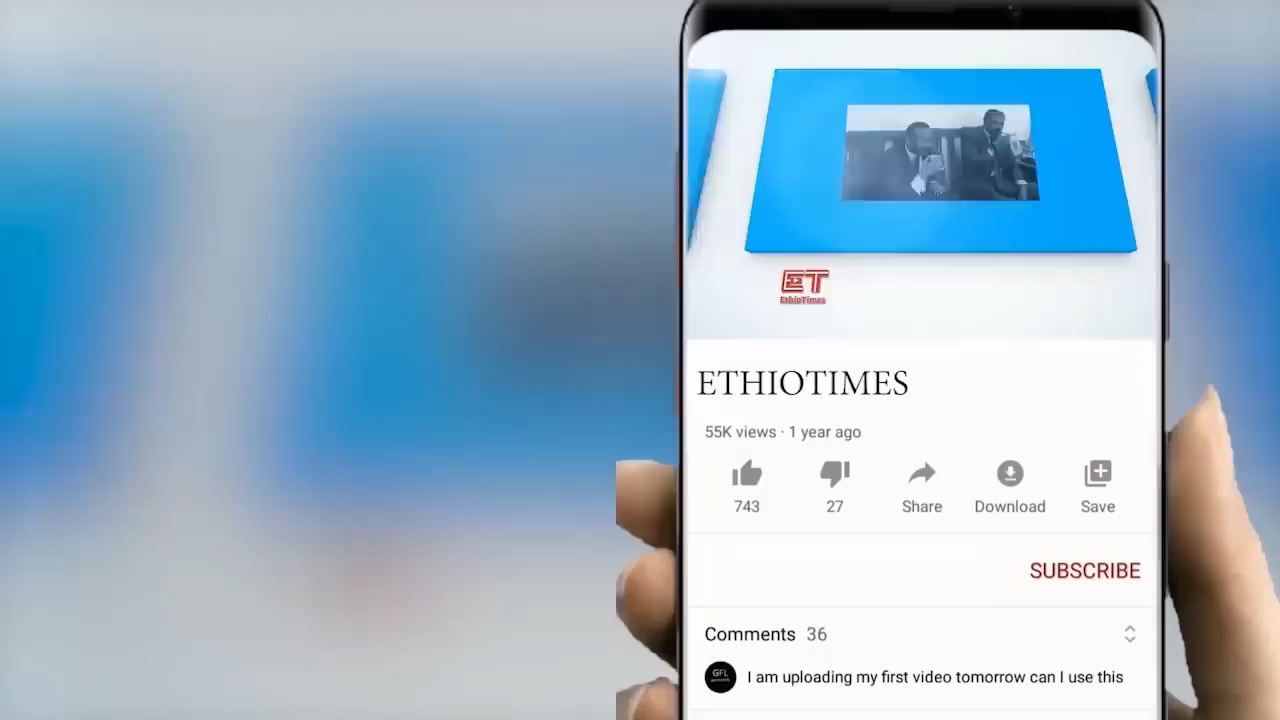 ET
EthioTimes
ETHIOTIMES
55K views · 1 year ago
743
27
Share
Download
Save
SUBSCRIBE
Comments 36
GFL
I am uploading my first video tomorrow can I use this